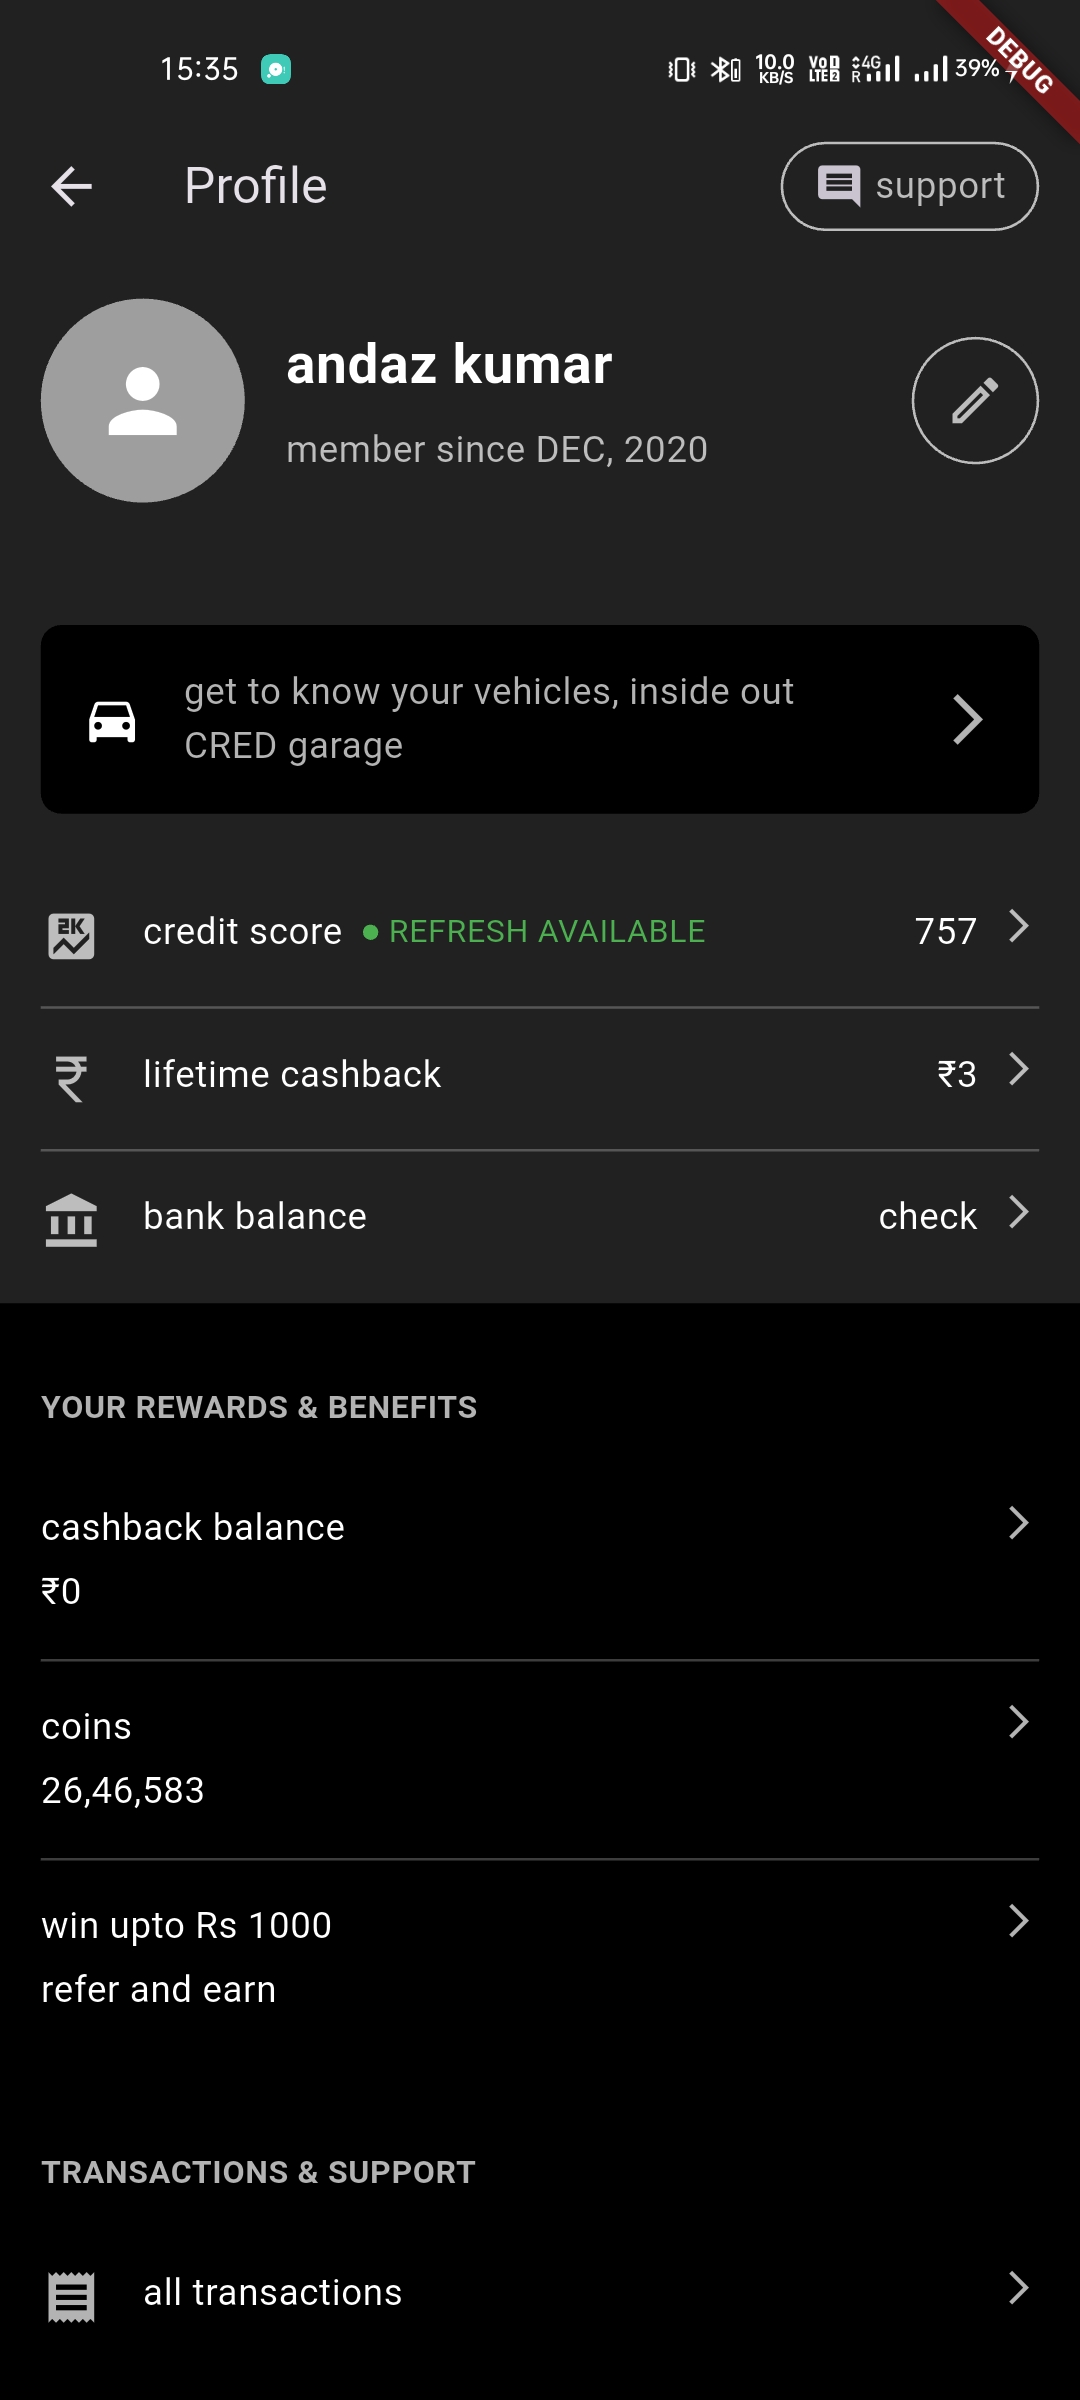 15:35
10.0
KB/S
VoD
LTE2
4G
R
39%
DEBUG
Profile
support
andaz kumar
member since DEC, 2020
get to know your vehicles, inside out
CRED garage
2K
credit score
REFRESH AVAILABLE
757
lifetime cashback
₹3
bank balance
check
YOUR REWARDS & BENEFITS
cashback balance
₹0
coins
26,46,583
win upto Rs 1000
refer and earn
TRANSACTIONS & SUPPORT
all transactions